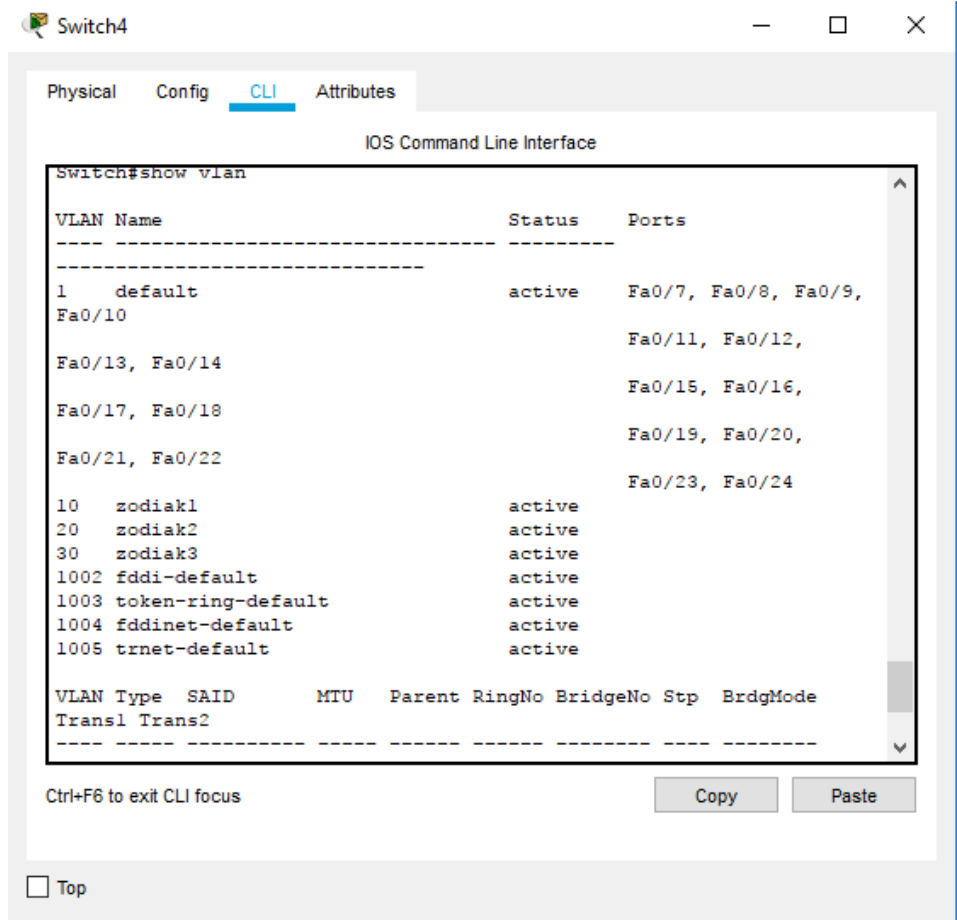 Switch4
Physical Config CLI Attributes
IOS Command Line Interface
Switch#show vlan
VLAN Name Status Ports
---- -------------------------------- ---------
-------------------------------
1 default active Fa0/7, Fa0/8, Fa0/9,
Fa0/10
Fa0/11, Fa0/12,
Fa0/13, Fa0/14
Fa0/15, Fa0/16,
Fa0/17, Fa0/18
Fa0/19, Fa0/20,
Fa0/21, Fa0/22
Fa0/23, Fa0/24
10 zodiak1 active
20 zodiak2 active
30 zodiak3 active
1002 fddi-default active
1003 token-ring-default active
1004 fddinet-default active
1005 trnet-default active
VLAN Type SAID MTU Parent RingNo BridgeNo Stp BrdgMode
Trans1 Trans2
---- ----- ---------- ----- ------ ------ -------- ---- --------
Ctrl+F6 to exit CLI focus
Copy Paste
Top